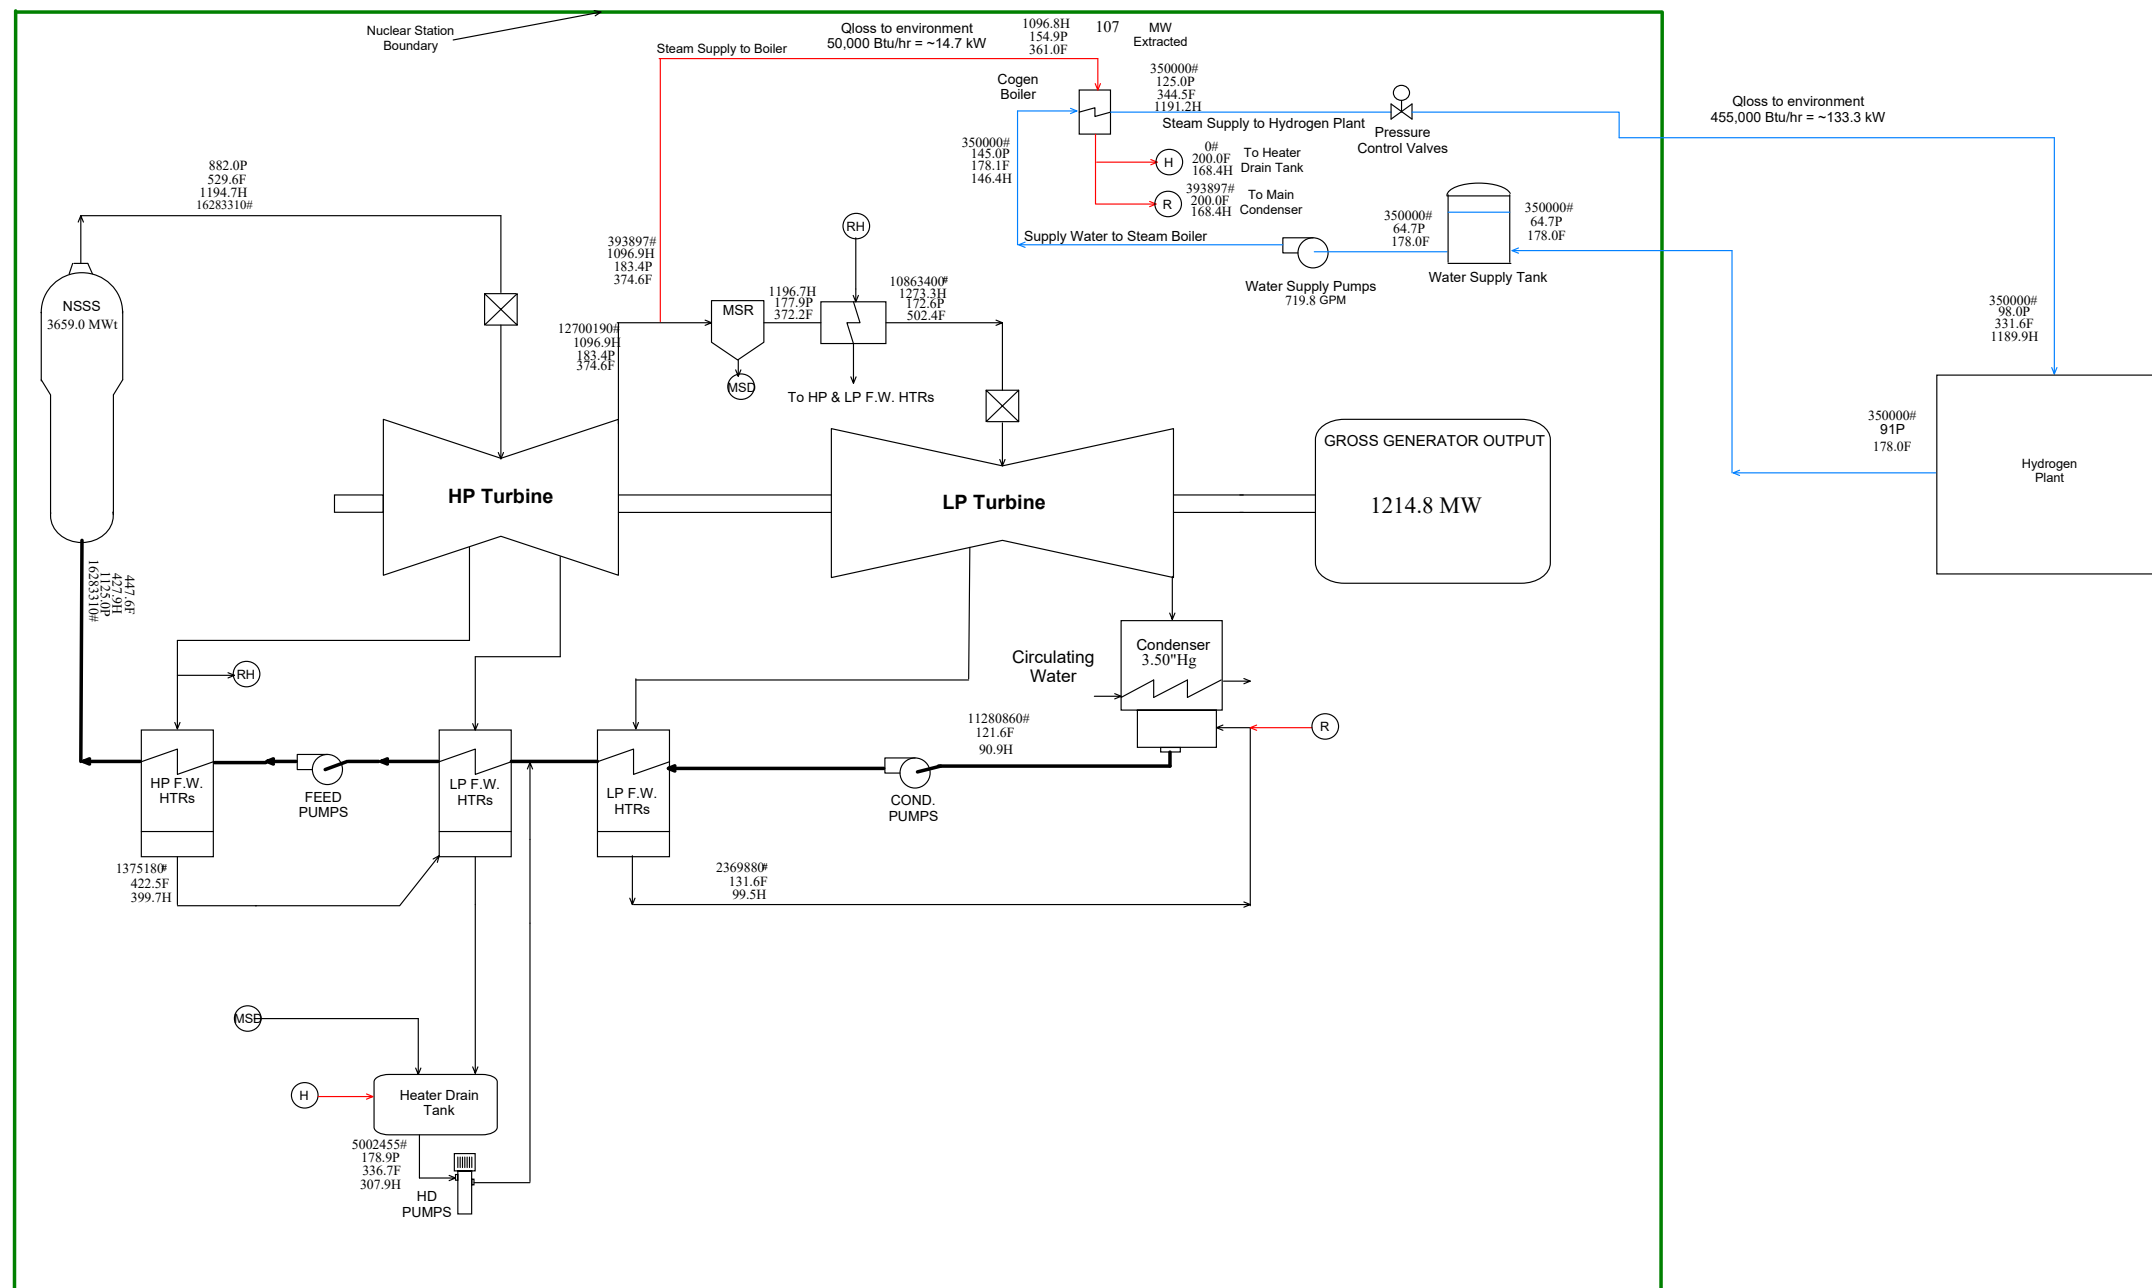 Nuclear Station
Boundary
Steam Supply to Boiler
Qloss to environment
50,000 Btu/hr = ~14.7 kW
1096.8H
154.9P
361.0F
107
MW
Extracted
Cogen
Boiler
350000#
125.0P
344.5F
1191.2H
Steam Supply to Hydrogen Plant
Pressure
Control Valves
Qloss to environment
455,000 Btu/hr = ~133.3 kW
350000#
145.0P
178.1F
146.4H
H
0#
200.0F
168.4H
To Heater
Drain Tank
R
393897#
200.0F
168.4H
To Main
Condenser
Supply Water to Steam Boiler
Water Supply Pumps
719.8 GPM
350000#
64.7P
178.0F
Water Supply Tank
350000#
64.7P
178.0F
882.0P
529.6F
1194.7H
16283310#
NSSS
3659.0 MWt
393897#
1096.9H
183.4P
374.6F
12700190#
1096.9H
183.4P
374.6F
MSR
MSD
1196.7H
177.9P
372.2F
RH
To HP & LP F.W. HTRs
10863400#
1273.3H
172.6P
502.4F
350000#
98.0P
331.6F
1189.9H
350000#
91P
178.0F
Hydrogen
Plant
HP Turbine
LP Turbine
GROSS GENERATOR OUTPUT
1214.8 MW
447.6F
427.9H
1125.0P
16283310#
RH
Condenser
3.50"Hg
Circulating
Water
R
11280860#
121.6F
90.9H
HP F.W.
HTRs
FEED
PUMPS
LP F.W.
HTRs
LP F.W.
HTRs
COND.
PUMPS
1375180#
422.5F
399.7H
2369880#
131.6F
99.5H
MSD
H
Heater Drain
Tank
5002455#
178.9P
336.7F
307.9H
HD
PUMPS